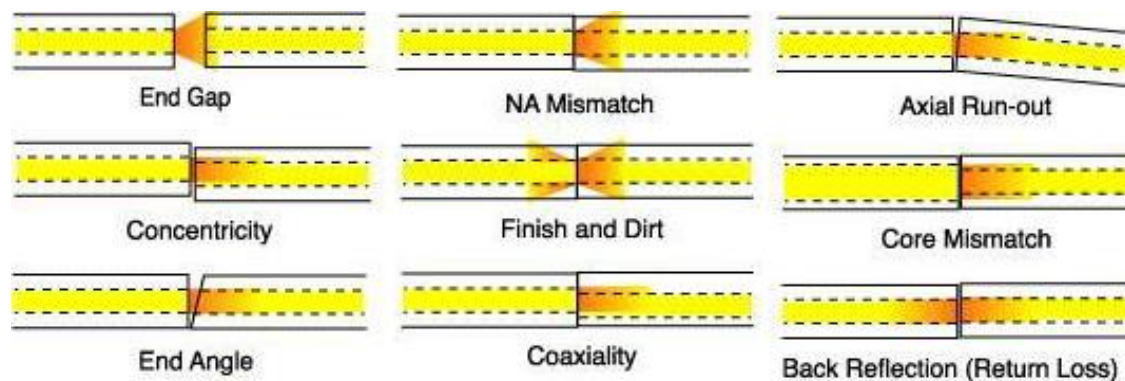 End Gap
NA Mismatch
Axial Run-out
Concentricity
Finish and Dirt
Core Mismatch
End Angle
Coaxiality
Back Reflection (Return Loss)